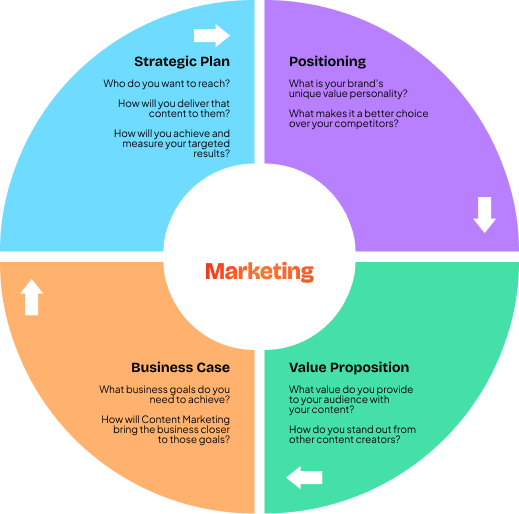 Strategic Plan
Who do you want to reach?
How will you deliver that
content to them?
How will you achieve and
measure your targeted
results?
Positioning
What is your brand's
unique value personality?
What makes it a better choice
over your competitors?
Marketing
Business Case
What business goals do you
need to achieve?
How will Content Marketing
bring the business closer
to those goals?
Value Proposition
What value do you provide
to your audience with
your content?
How do you stand out from
other content creators?